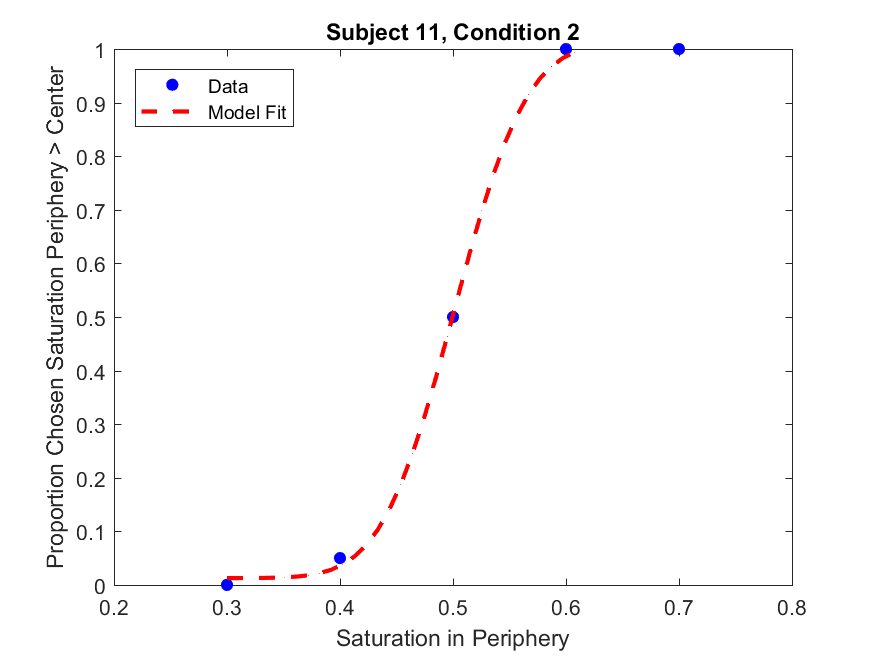 Subject 11, Condition 2
Proportion Chosen Saturation Periphery > Center
1
0.9
0.8
0.7
0.6
0.5
0.4
0.3
0.2
0.1
0
Data
Model Fit
0.2 0.3 0.4 0.5 0.6 0.7 0.8
Saturation in Periphery